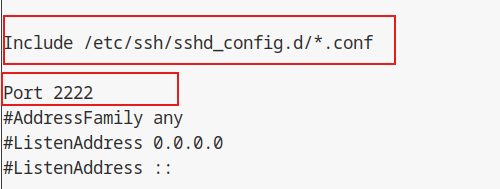 Include /etc/ssh/sshd_config.d/*.conf
Port 2222
#AddressFamily any
#ListenAddress 0.0.0.0
#ListenAddress ::